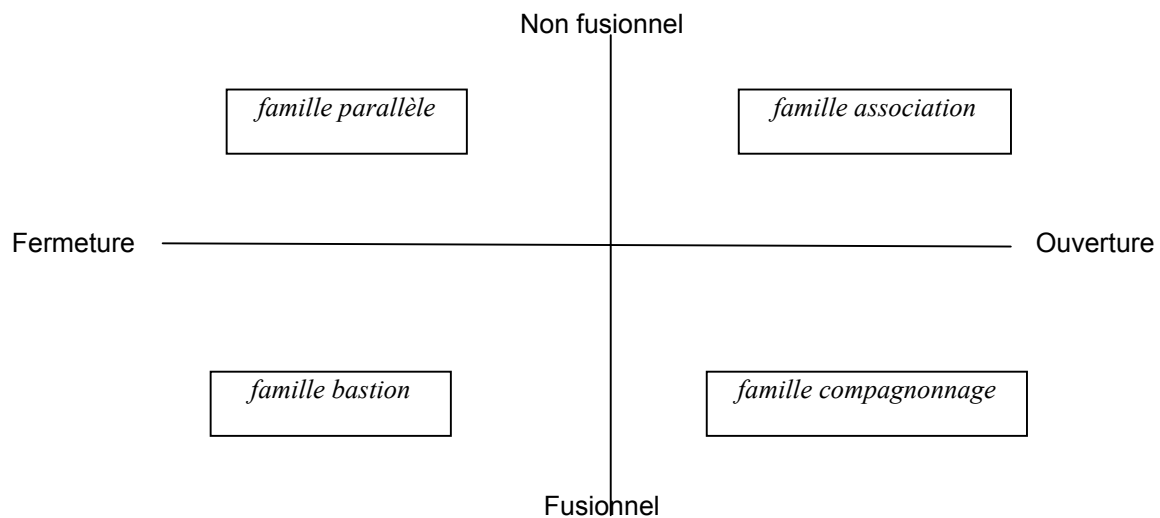 Non fusionnel
famille parallèle
famille association
Fermeture
Ouverture
famille bastion
famille compagnonnage
Fusionnel